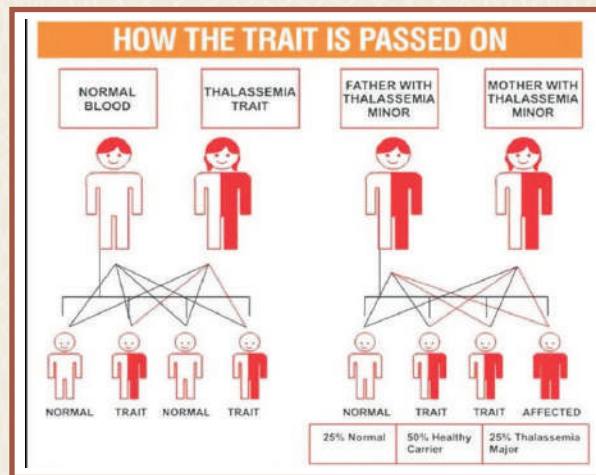 HOW THE TRAIT IS PASSED ON
NORMAL
BLOOD
THALASSEMIA
TRAIT
FATHER WITH
THALASSEMIA
MINOR
MOTHER WITH
THALASSEMIA
MINOR
NORMAL
TRAIT
NORMAL
TRAIT
NORMAL
TRAIT
TRAIT
AFFECTED
25% Normal
50% Healthy
Carrier
25% Thalassemia
Major